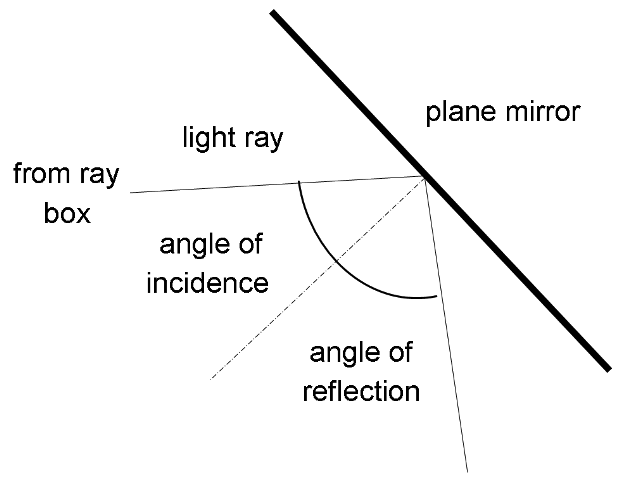 plane mirror
light ray
from ray
box
angle of
incidence
angle of
reflection